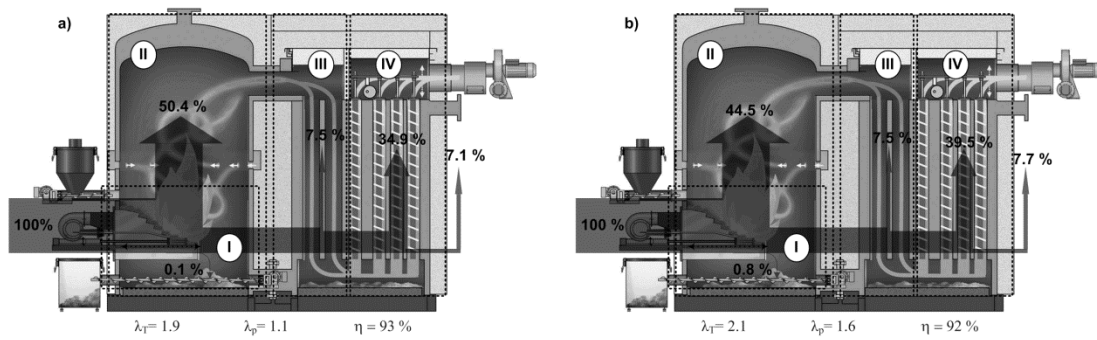 a)
II
III
IV
50.4 %
7.5 %
34.9 %
7.1 %
100%
I
0.1 %
λT= 1.9 λp= 1.1 η = 93 %
b)
II
III
IV
44.5 %
7.5 %
39.5 %
7.7 %
100 %
I
0.8 %
λT= 2.1 λp= 1.6 η = 92 %